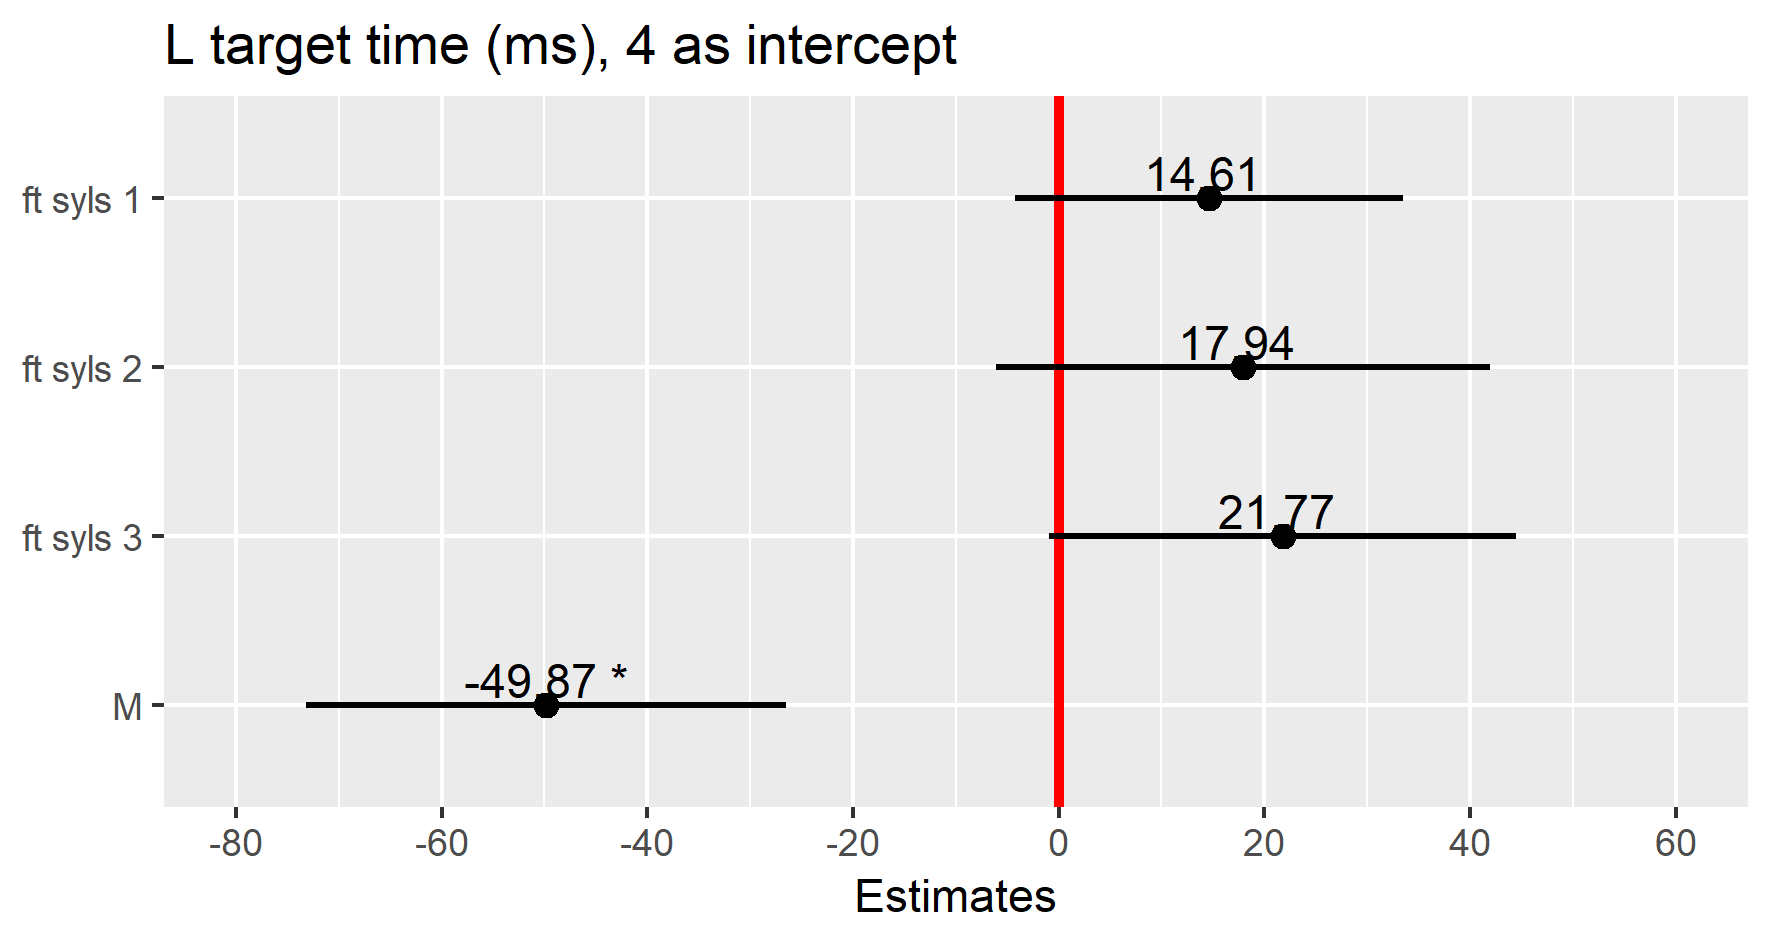 L target time (ms), 4 as intercept
ft syls 1
14.61
ft syls 2
17.94
ft syls 3
21.77
M
-49.87 *
-80 -60 -40 -20 0 20 40 60
Estimates